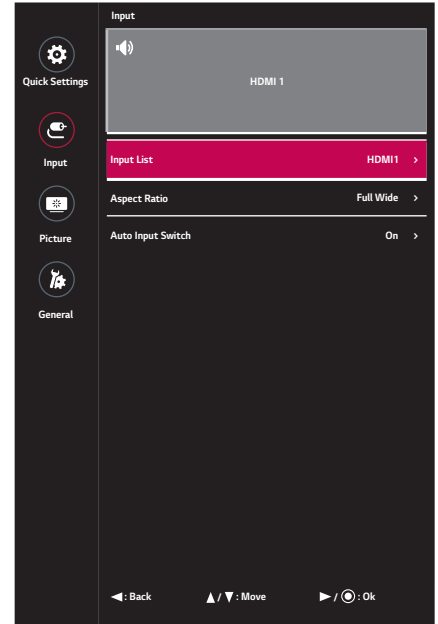 Input
Quick Settings
HDMI 1
Input
Input List HDMI1 >
Aspect Ratio Full Wide >
Picture
Auto Input Switch On >
General
◄: Back ▲/▼: Move ►/◉: Ok